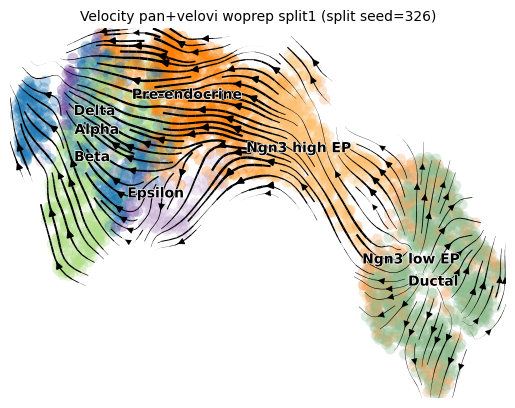 Velocity pan+velovi woprep split1 (split seed=326)
Pre-endocrine
Delta
Alpha
Ngn3 high EP
Beta
Epsilon
Ngn3 low EP
Ductal